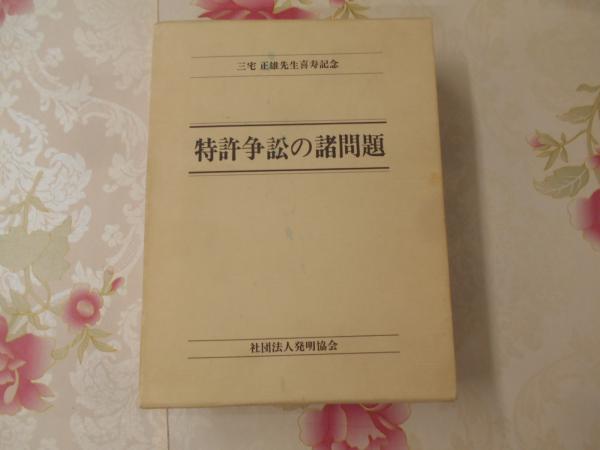 三宅 正雄先生喜寿記念
特許争訟の諸問題
社団法人発明協会